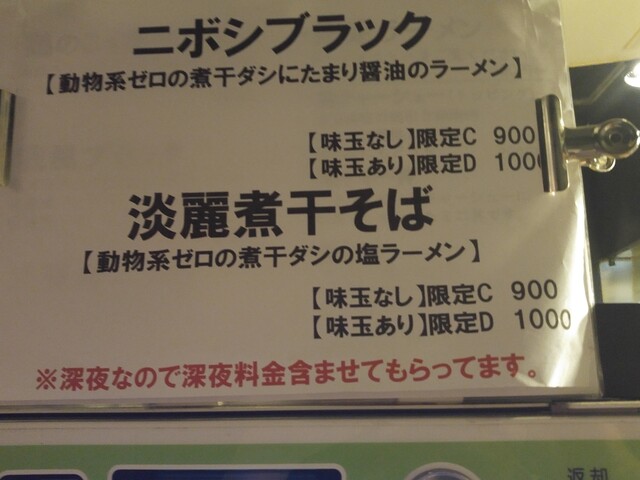 ニボシブラック
【動物系ゼロの煮干ダシにたまり醤油のラーメン】
【味玉なし】限定C 900
【味玉あり】限定D 100
淡麗煮干そば
【動物系ゼロの煮干ダシの塩ラーメン】
【味玉なし】限定C 900
【味玉あり】限定D 1000
※深夜なので深夜料金含ませてもらってます。
返却